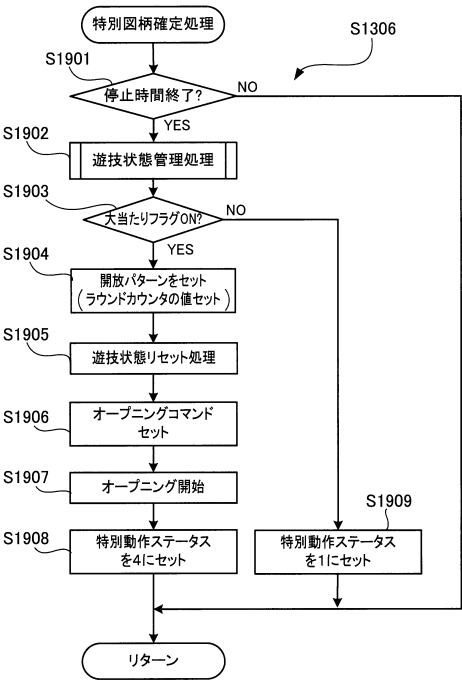 特別図柄確定処理
S1306
S1901
停止時間終了?
NO
YES
S1902
遊技状態管理処理
S1903
大当たりフラグON?
NO
YES
S1904
開放パターンをセット
(ラウンドカウンタの値セット)
S1905
遊技状態リセット処理
S1906
オープニングコマンド
セット
S1907
オープニング開始
S1908
特別動作ステータス
を4にセット
S1909
特別動作ステータス
を1にセット
リターン